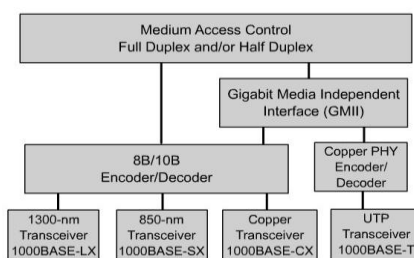 Medium Access Control
Full Duplex and/or Half Duplex
Gigabit Media Independent
Interface (GMII)
8B/10B
Encoder/Decoder
Copper PHY
Encoder/
Decoder
1300-nm
Transceiver
1000BASE-LX
850-nm
Transceiver
1000BASE-SX
Copper
Transceiver
1000BASE-CX
UTP
Transceiver
1000BASE-T